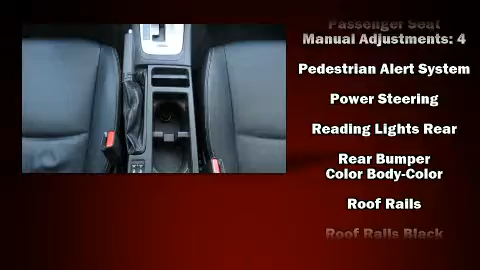 Passenger Seat
Manual Adjustments: 4
Pedestrian Alert System
Power Steering
Reading Lights Rear
Rear Bumper
Color Body-Color
Roof Rails
Roof Rails Black